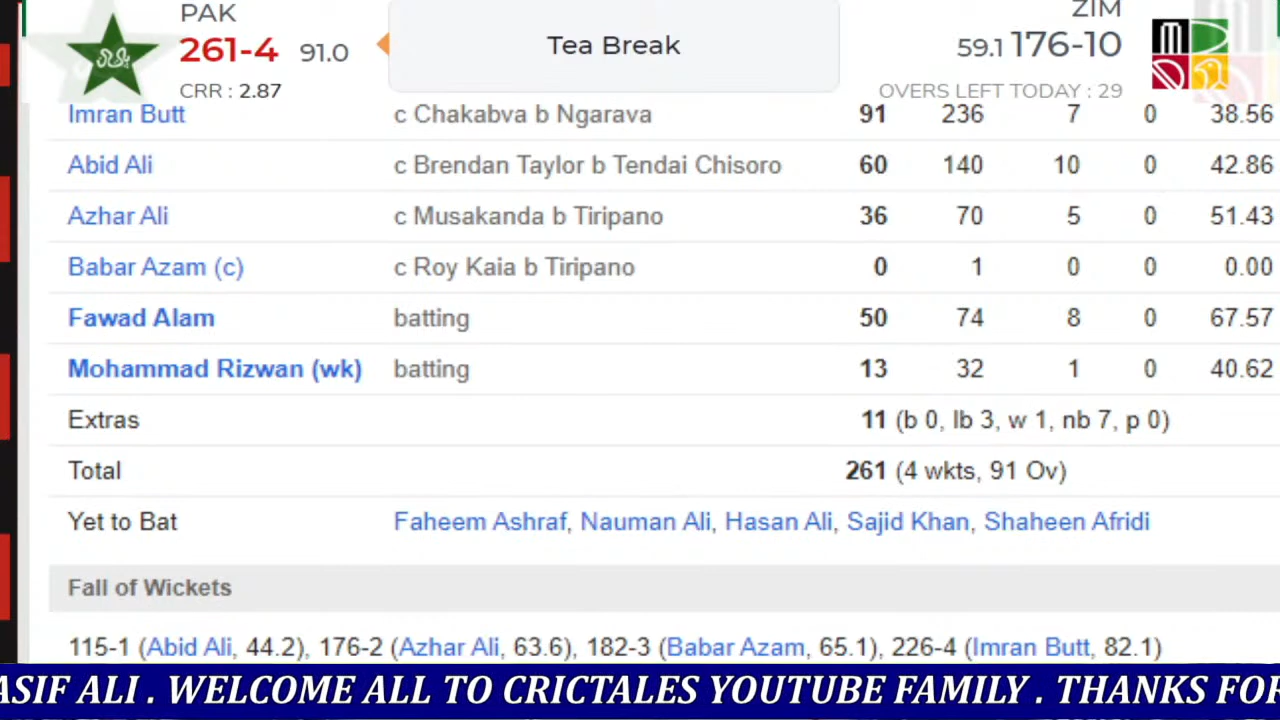 PAK
261-4 91.0
CRR : 2.87
Tea Break
ZIM
59.1 176-10
OVERS LEFT TODAY : 29
Imran Butt c Chakabva b Ngarava 91 236 7 0 38.56
Abid Ali c Brendan Taylor b Tendai Chisoro 60 140 10 0 42.86
Azhar Ali c Musakanda b Tiripano 36 70 5 0 51.43
Babar Azam (c) c Roy Kaia b Tiripano 0 1 0 0 0.00
Fawad Alam batting 50 74 8 0 67.57
Mohammad Rizwan (wk) batting 13 32 1 0 40.62
Extras 11 (b 0, lb 3, w 1, nb 7, p 0)
Total 261 (4 wkts, 91 Ov)
Yet to Bat Faheem Ashraf, Nauman Ali, Hasan Ali, Sajid Khan, Shaheen Afridi
Fall of Wickets
115-1 (Abid Ali, 44.2), 176-2 (Azhar Ali, 63.6), 182-3 (Babar Azam, 65.1), 226-4 (Imran Butt, 82.1)
ASIF ALI . WELCOME ALL TO CRICTALES YOUTUBE FAMILY . THANKS FOR